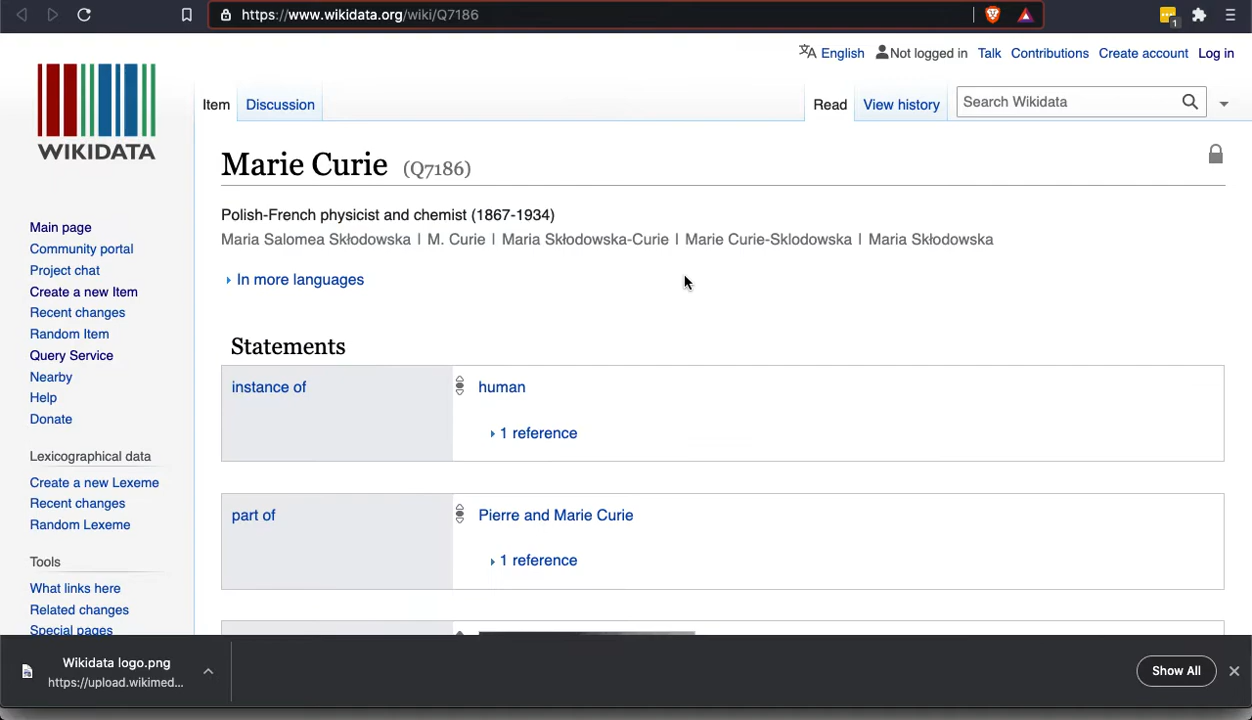 https://www.wikidata.org/wiki/Q7186
1
English Not logged in Talk Contributions Create account Log in
Item Discussion Read View history Search Wikidata
WIKIDATA
Marie Curie (Q7186)
Polish-French physicist and chemist (1867-1934)
Maria Salomea Skłodowska | M. Curie | Maria Skłodowska-Curie | Marie Curie-Sklodowska | Maria Skłodowska
In more languages
Main page
Community portal
Project chat
Create a new Item
Recent changes
Random Item
Query Service
Nearby
Help
Donate
Lexicographical data
Create a new Lexeme
Recent changes
Random Lexeme
Tools
What links here
Related changes
Special pages
Statements
instance of
human
1 reference
part of
Pierre and Marie Curie
1 reference
Wikidata logo.png
https://upload.wikimed...
Show All